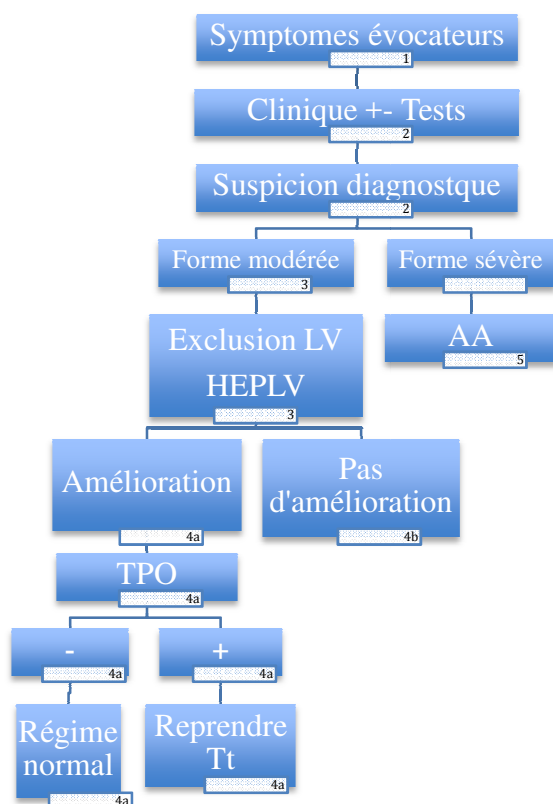 Symptomes évocateurs
1
Clinique +- Tests
2
Suspicion diagnostque
2
Forme modérée
3
Forme sévère
Exclusion LV
HEPLV
3
AA
5
Amélioration
4a
Pas
d'amélioration
4b
TPO
4a
-
4a
+
4a
Régime
normal
4a
Reprendre
Tt
4a